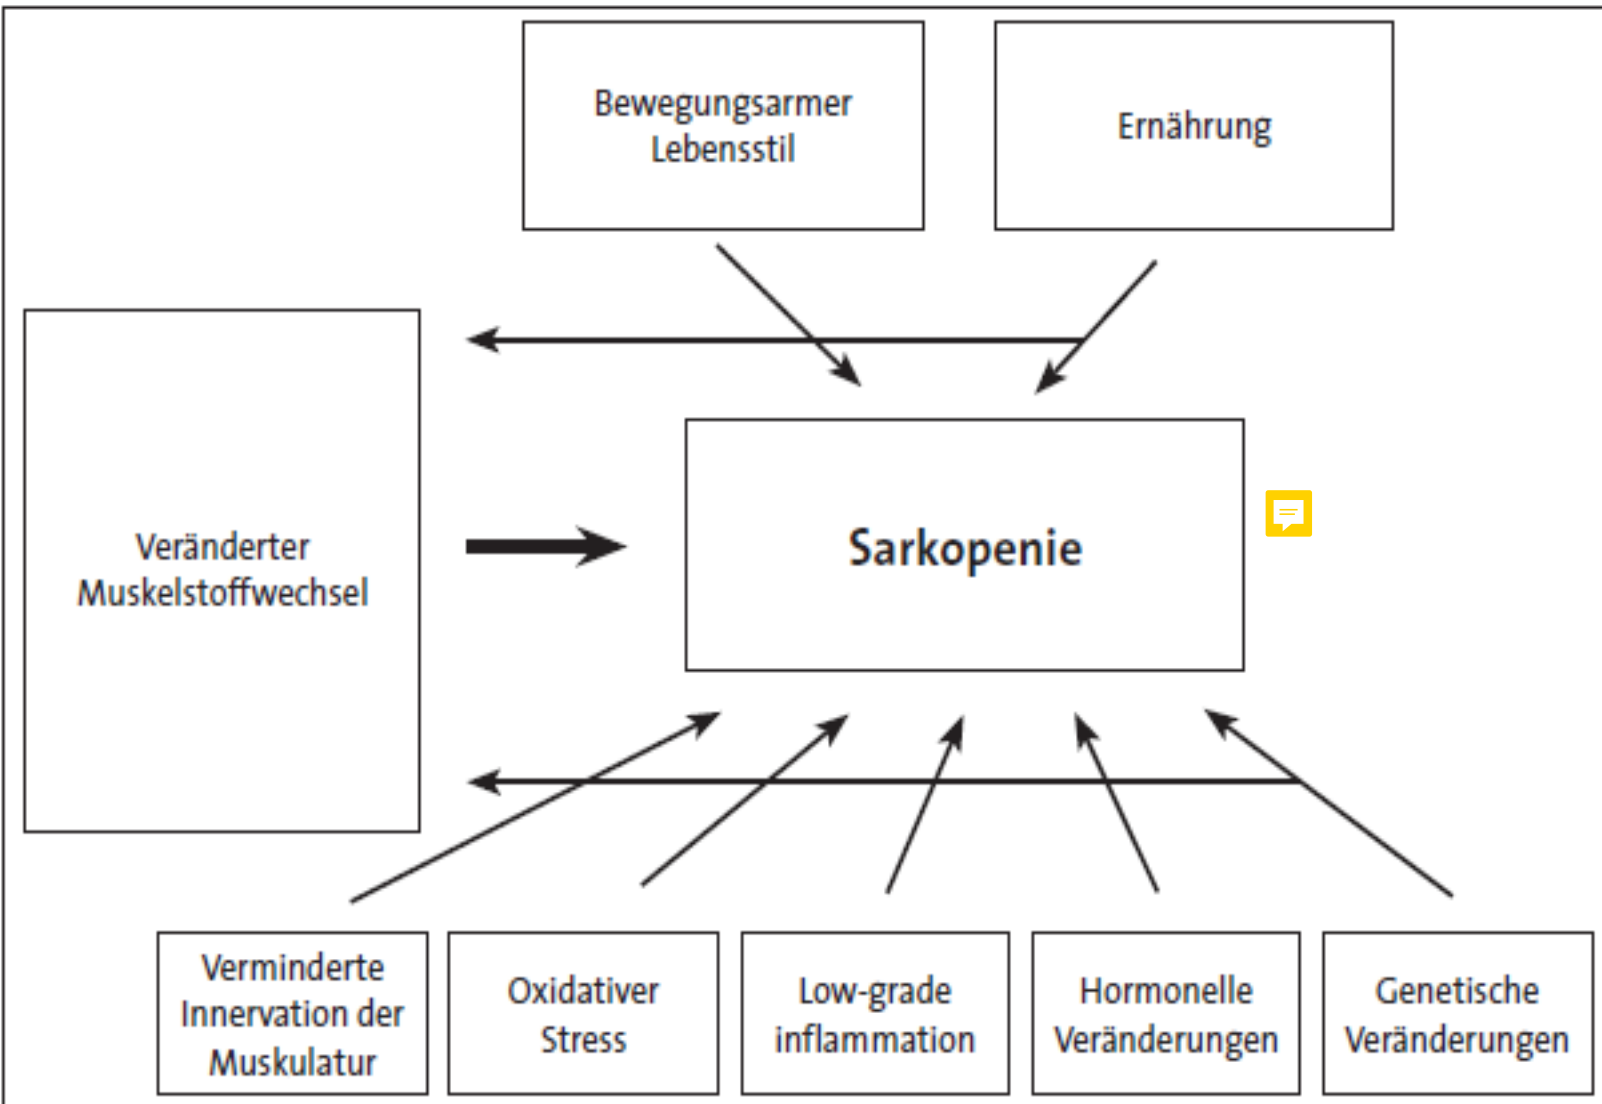 Bewegungsarmer
Lebensstil
Ernährung
Veränderter
Muskelstoffwechsel
Sarkopenie
Verminderte
Innervation der
Muskulatur
Oxidativer
Stress
Low-grade
inflammation
Hormonelle
Veränderungen
Genetische
Veränderungen